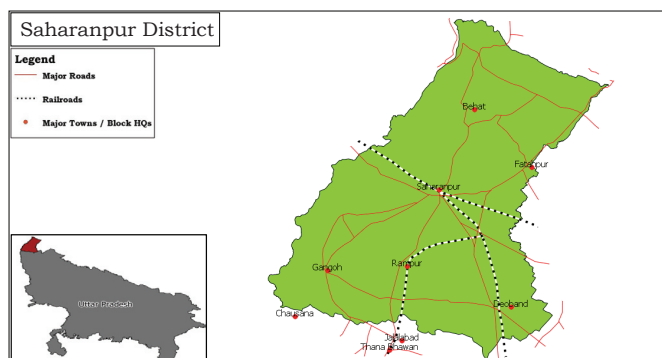 Saharanpur District
Legend
Major Roads
Railroads
Major Towns / Block HQs
Behat
Fatehpur
Saharanpur
Gangoh
Rampur
Deoband
Chausana
Jalalabad
Thana Bhawan
Uttar Pradesh